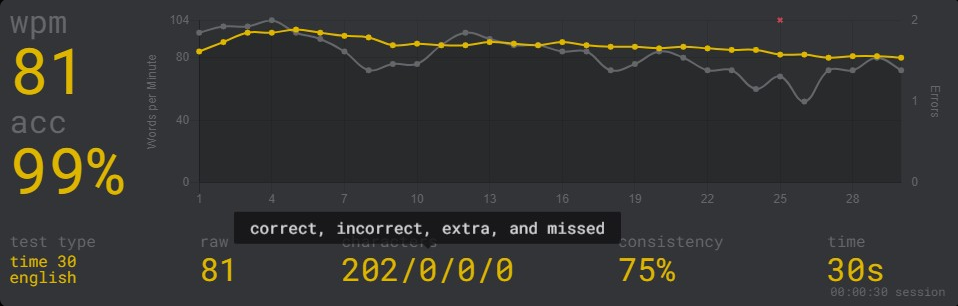 wpm
81
acc
99%
Words per Minute
104
80
40
0
1 4 7 10 13 16 19 22 25 28
2
1
0
Errors
correct, incorrect, extra, and missed
test type
time 30
english
raw
81
characters
202/0/0/0
consistency
75%
time
30s
00:00:30 session